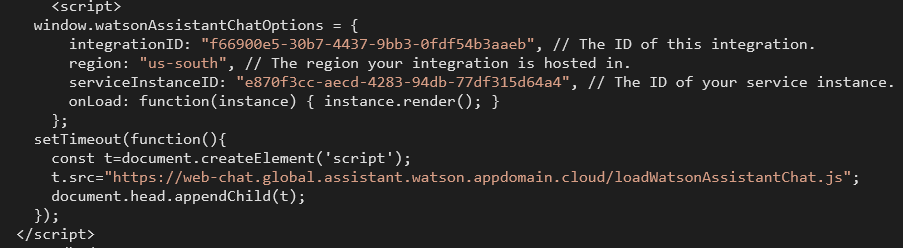 <script>
window.watsonAssistantChatOptions = {
integrationID: "f66900e5-30b7-4437-9bb3-0fdf54b3aaeb", // The ID of this integration.
region: "us-south", // The region your integration is hosted in.
serviceInstanceID: "e870f3cc-aecd-4283-94db-77df315d64a4", // The ID of your service instance.
onLoad: function(instance) { instance.render(); }
};
setTimeout(function(){
const t=document.createElement('script');
t.src="https://web-chat.global.assistant.watson.appdomain.cloud/loadWatsonAssistantChat.js";
document.head.appendChild(t);
});
</script>